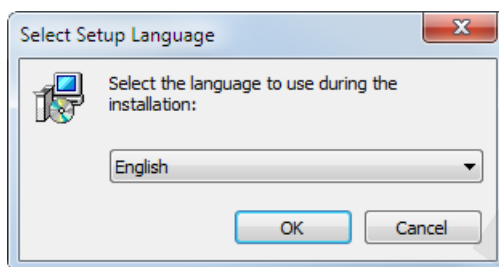 Select Setup Language
Select the language to use during the
installation:
English
OK
Cancel